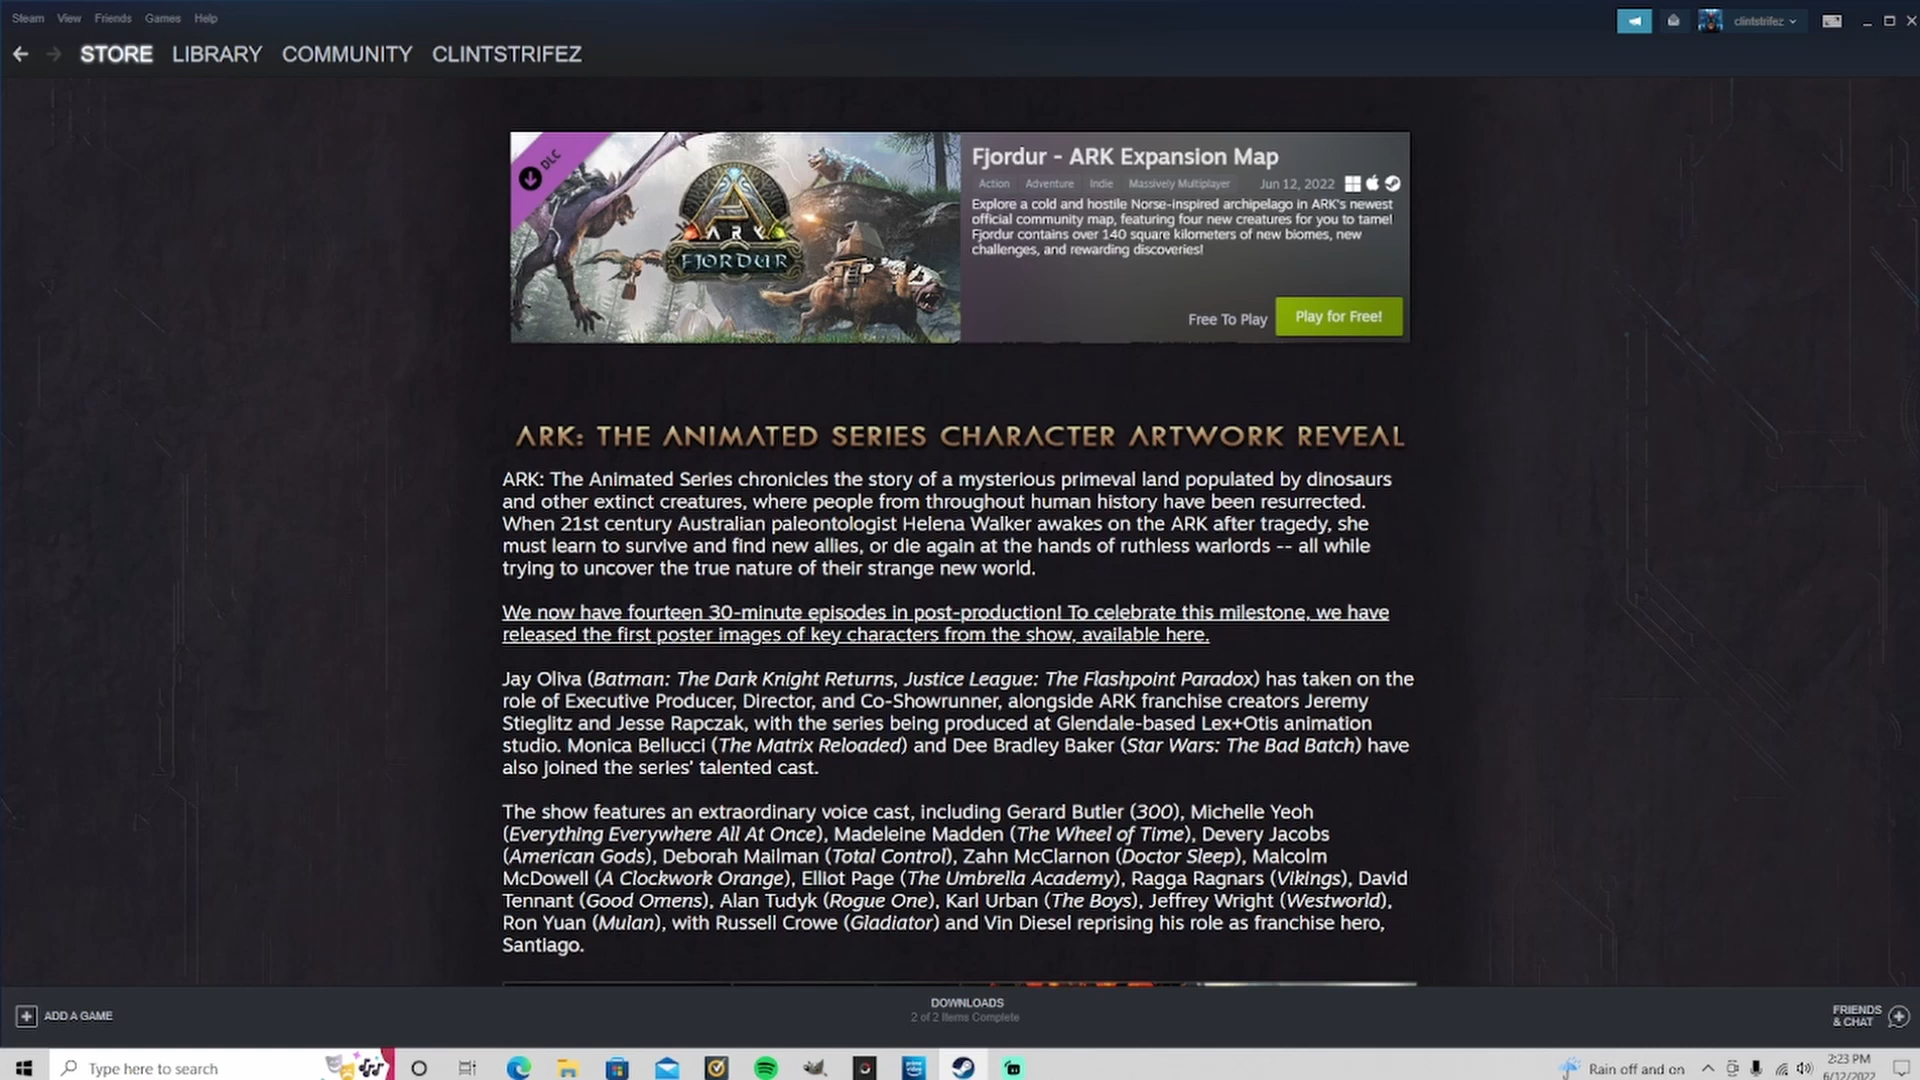 Steam View Friends Games Help
clintstrifez
STORE LIBRARY COMMUNITY CLINTSTRIFEZ
DLC
ARK
FJORDUR
Fjordur - ARK Expansion Map
Action Adventure Indie Massively Multiplayer Jun 12, 2022
Explore a cold and hostile Norse-inspired archipelago in ARK's newest
official community map, featuring four new creatures for you to tame!
Fjordur contains over 140 square kilometers of new biomes, new
challenges, and rewarding discoveries!
Free To Play Play for Free!
ARK: THE ANIMATED SERIES CHARACTER ARTWORK REVEAL
ARK: The Animated Series chronicles the story of a mysterious primeval land populated by dinosaurs
and other extinct creatures, where people from throughout human history have been resurrected.
When 21st century Australian paleontologist Helena Walker awakes on the ARK after tragedy, she
must learn to survive and find new allies, or die again at the hands of ruthless warlords -- all while
trying to uncover the true nature of their strange new world.
We now have fourteen 30-minute episodes in post-production! To celebrate this milestone, we have
released the first poster images of key characters from the show, available here.
Jay Oliva (Batman: The Dark Knight Returns, Justice League: The Flashpoint Paradox) has taken on the
role of Executive Producer, Director, and Co-Showrunner, alongside ARK franchise creators Jeremy
Stieglitz and Jesse Rapczak, with the series being produced at Glendale-based Lex+Otis animation
studio. Monica Bellucci (The Matrix Reloaded) and Dee Bradley Baker (Star Wars: The Bad Batch) have
also joined the series' talented cast.
The show features an extraordinary voice cast, including Gerard Butler (300), Michelle Yeoh
(Everything Everywhere All At Once), Madeleine Madden (The Wheel of Time), Devery Jacobs
(American Gods), Deborah Mailman (Total Control), Zahn McClarnon (Doctor Sleep), Malcolm
McDowell (A Clockwork Orange), Elliot Page (The Umbrella Academy), Ragga Ragnars (Vikings), David
Tennant (Good Omens), Alan Tudyk (Rogue One), Karl Urban (The Boys), Jeffrey Wright (Westworld),
Ron Yuan (Mulan), with Russell Crowe (Gladiator) and Vin Diesel reprising his role as franchise hero,
Santiago.
ADD A GAME
DOWNLOADS
2 of 2 Items Complete
FRIENDS
& CHAT
Type here to search
Rain off and on
2:23 PM
6/12/2022